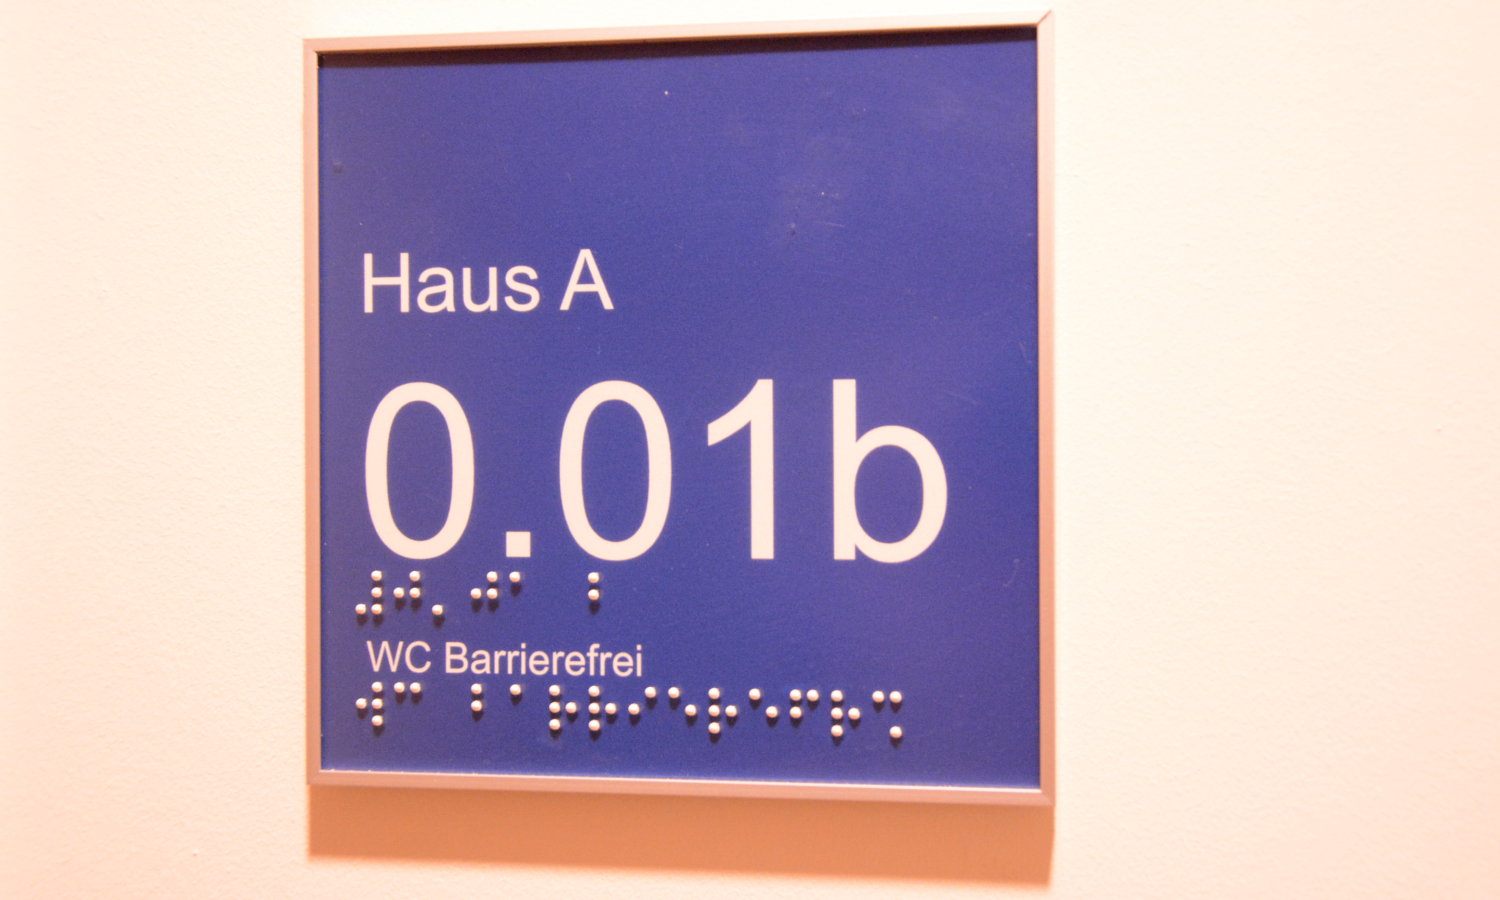 Haus A
0.01b
⠼⠚⠄⠚⠁ ⠃
WC Barrierefrei
⠺⠉ ⠃⠁⠗⠗⠊⠑⠗⠑⠋⠗⠩